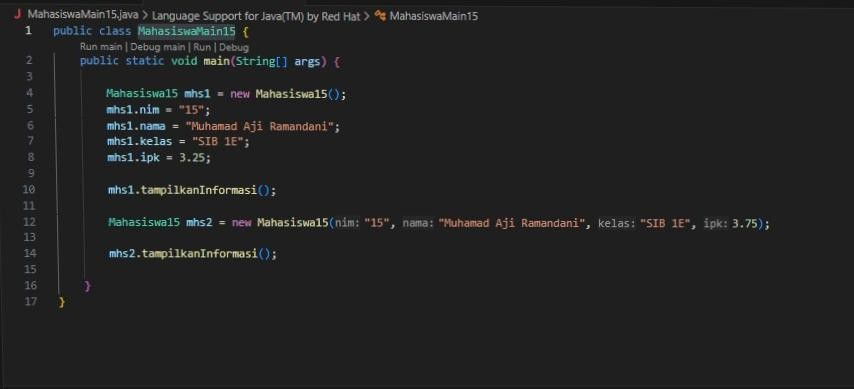 MahasiswaMain15.java > Language Support for Java(TM) by Red Hat > MahasiswaMain15
1 public class MahasiswaMain15 {
Run main | Debug main | Run | Debug
2 public static void main(String[] args) {
3
4 Mahasiswa15 mhs1 = new Mahasiswa15();
5 mhs1.nim = "15";
6 mhs1.nama = "Muhamad Aji Ramandani";
7 mhs1.kelas = "SIB 1E";
8 mhs1.ipk = 3.25;
9
10 mhs1.tampilkanInformasi();
11
12 Mahasiswa15 mhs2 = new Mahasiswa15(nim: "15", nama: "Muhamad Aji Ramandani", kelas: "SIB 1E", ipk: 3.75);
13
14 mhs2.tampilkanInformasi();
15
16 }
17 }